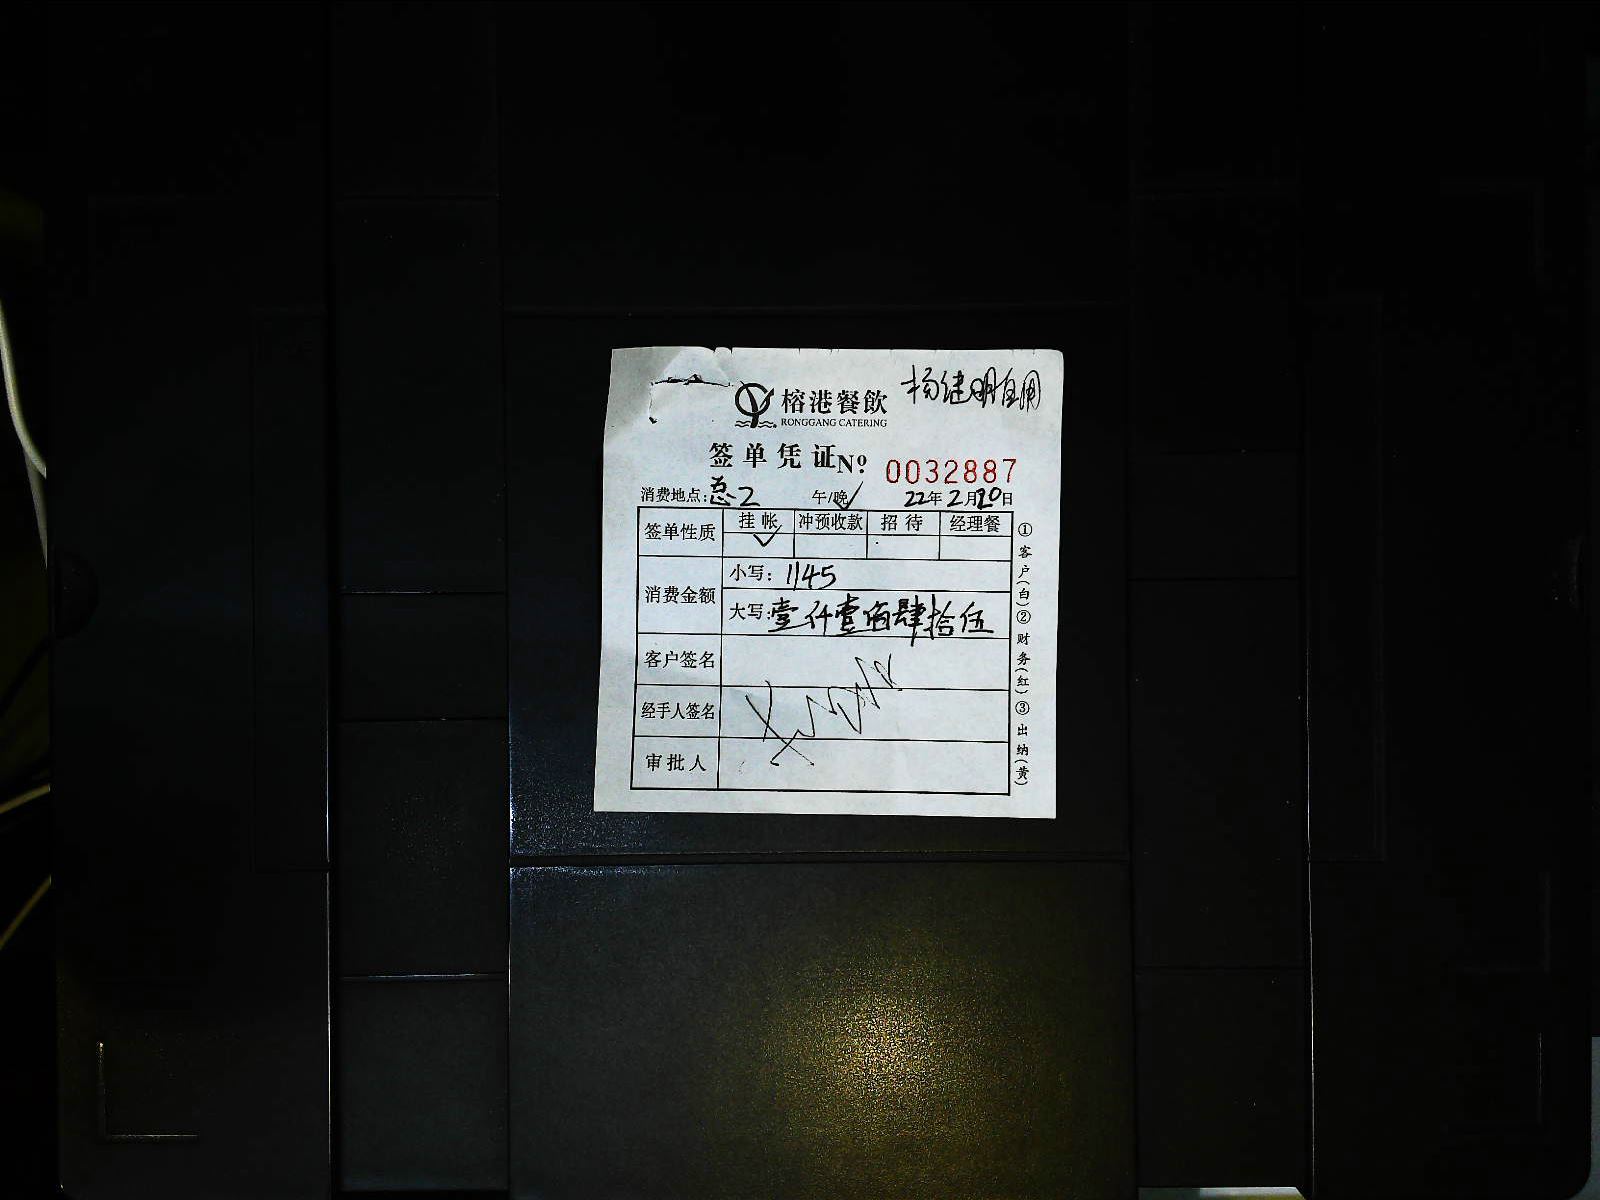 杨建明自用
榕港餐飲
RONGGANG CATERING
签单凭证 No 0032887
消费地点: 总2 午/晚 22年2月20日
签单性质 挂帐 冲预收款 招待 经理餐
消费金额 小写: 1145
大写: 壹仟壹佰肆拾伍
客户签名
经手人签名
审批人
①客户(白)②财务(红)③出纳(黄)